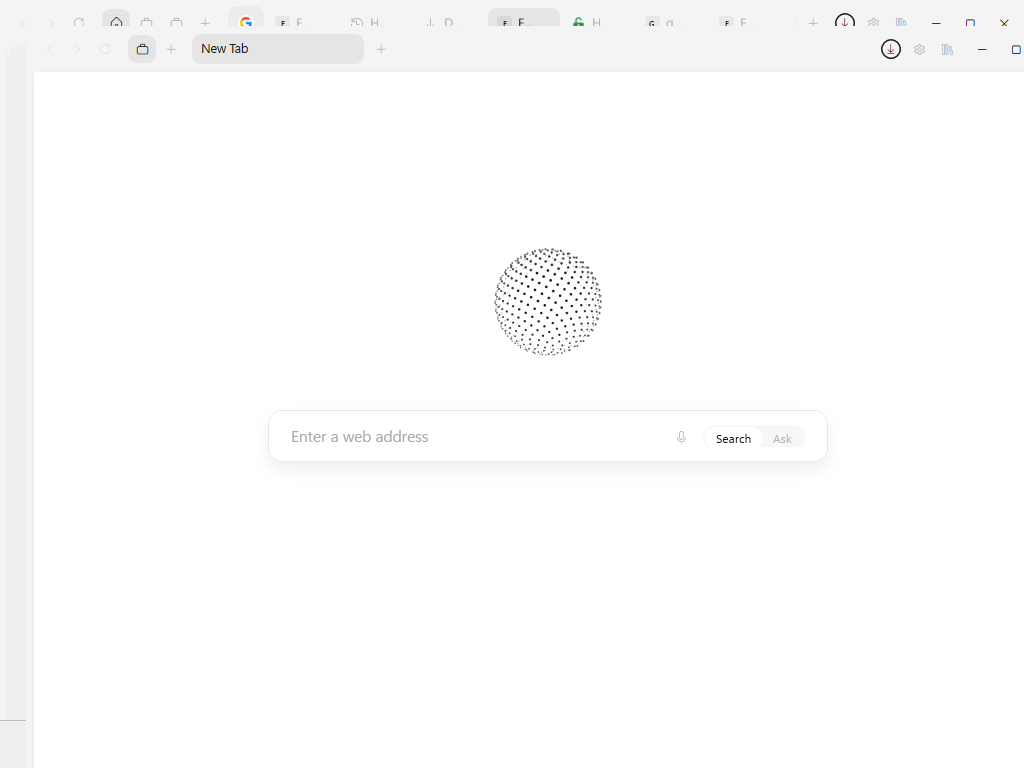 F...
H
D
F...
H
g
F
New Tab
Enter a web address
Search
Ask